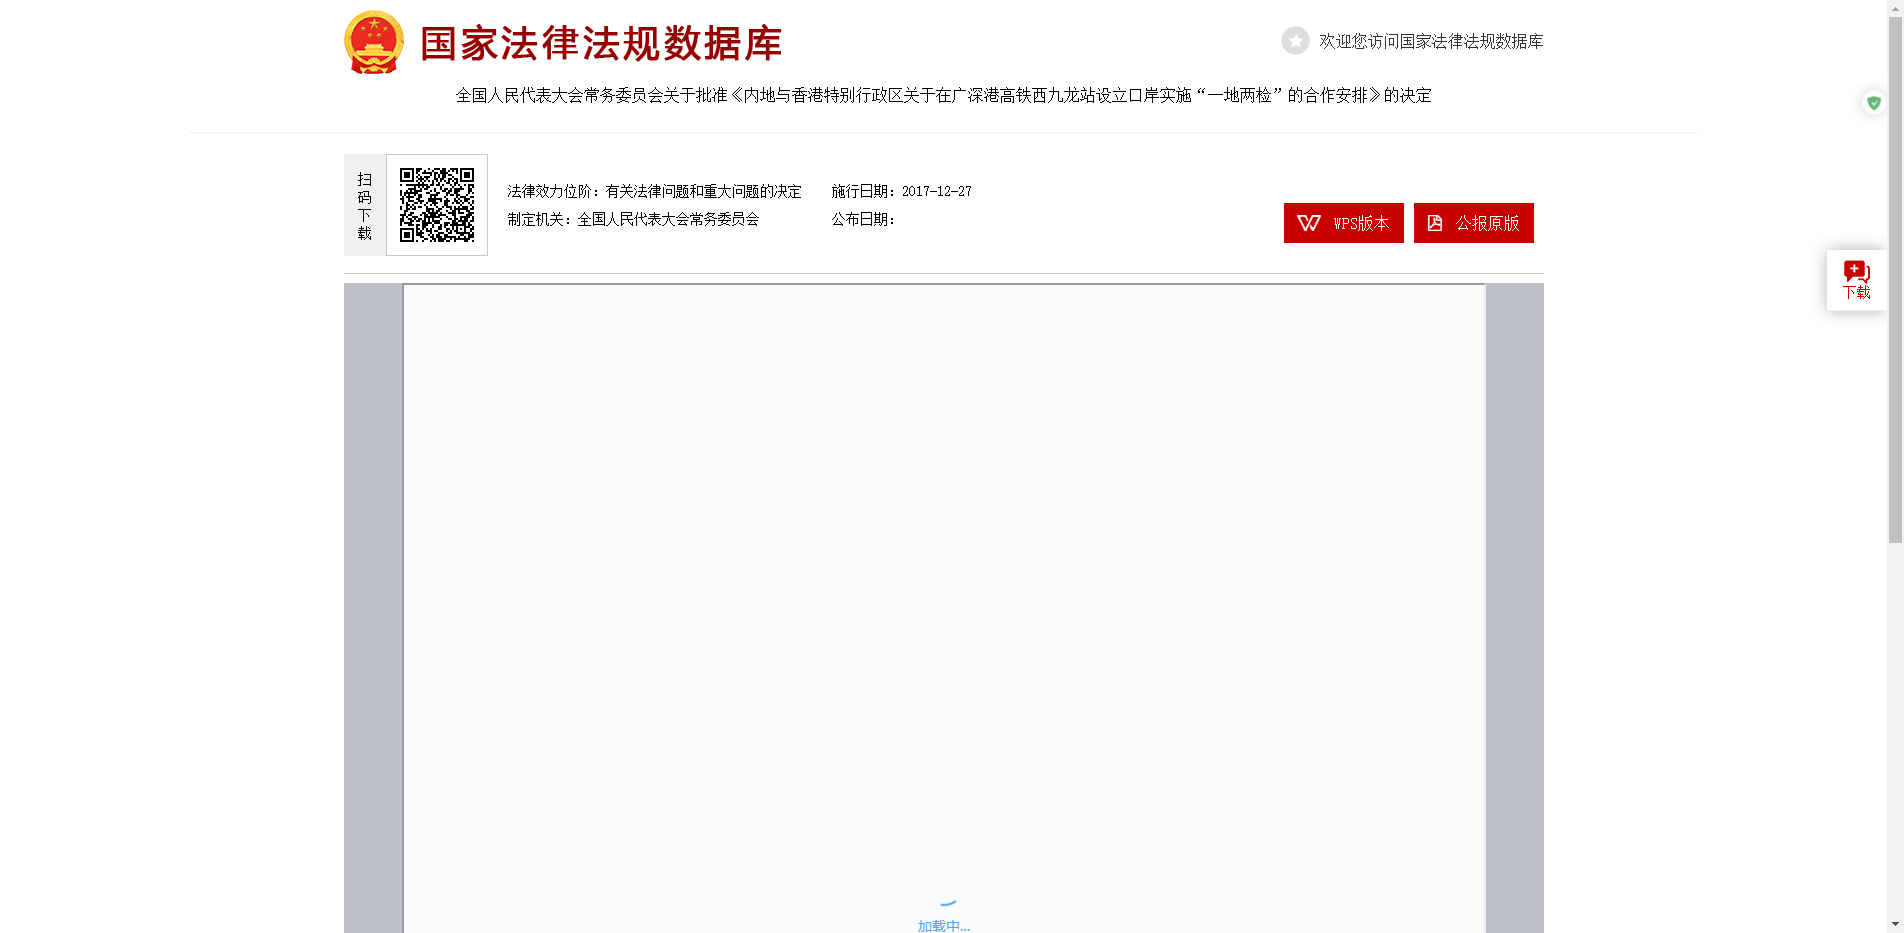 国家法律法规数据库
欢迎您访问国家法律法规数据库
全国人民代表大会常务委员会关于批准《内地与香港特别行政区关于在广深港高铁西九龙站设立口岸实施“一地两检”的合作安排》的决定
扫码下载
法律效力位阶：有关法律问题和重大问题的决定
施行日期：2017-12-27
制定机关：全国人民代表大会常务委员会
公布日期：
WPS版本
公报原版
下载
加载中...